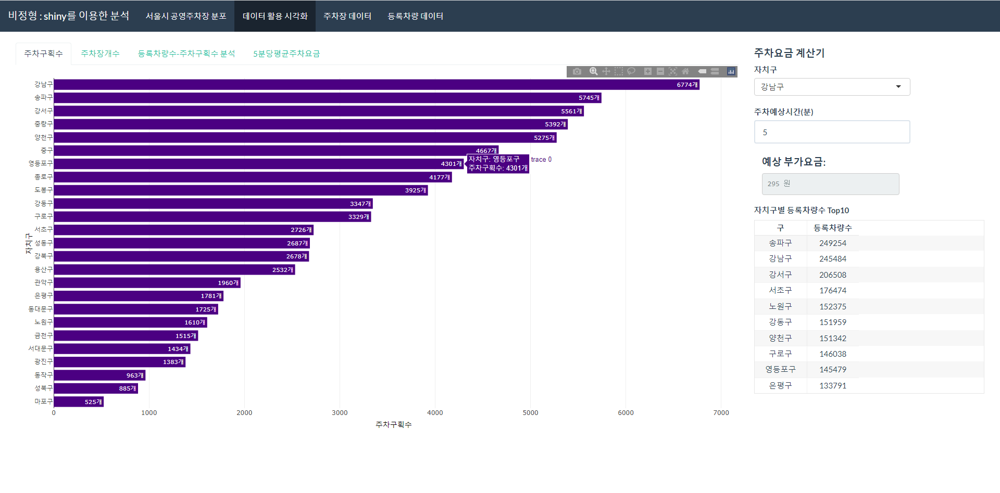 비정형 : shiny를 이용한 분석 서울시 공영주차장 분포 데이터 활용 시각화 주차장 데이터 등록차량 데이터
주차구획수 주차장개수 등록차량수-주차구획수 분석 5분당평균주차요금
강남구 6774개
송파구 5745개
강서구 5561개
중랑구 5392개
양천구 5275개
중구 4667개
영등포구 4301개
자치구: 영등포구
주차구획수: 4301개
trace 0
종로구 4177개
도봉구 3925개
강동구 3347개
구로구 3329개
서초구 2726개
성동구 2687개
강북구 2678개
용산구 2532개
관악구 1960개
은평구 1781개
동대문구 1725개
노원구 1610개
금천구 1515개
서대문구 1434개
광진구 1383개
동작구 963개
성북구 885개
마포구 525개
자치구
0 1000 2000 3000 4000 5000 6000 7000
주차구획수
주차요금 계산기
자치구
강남구
주차예상시간(분)
5
예상 부가요금:
295 원
자치구별 등록차량수 Top10
구 등록차량수
송파구 249254
강남구 245484
강서구 206508
서초구 176474
노원구 152375
강동구 151959
양천구 151342
구로구 146038
영등포구 145479
은평구 133791